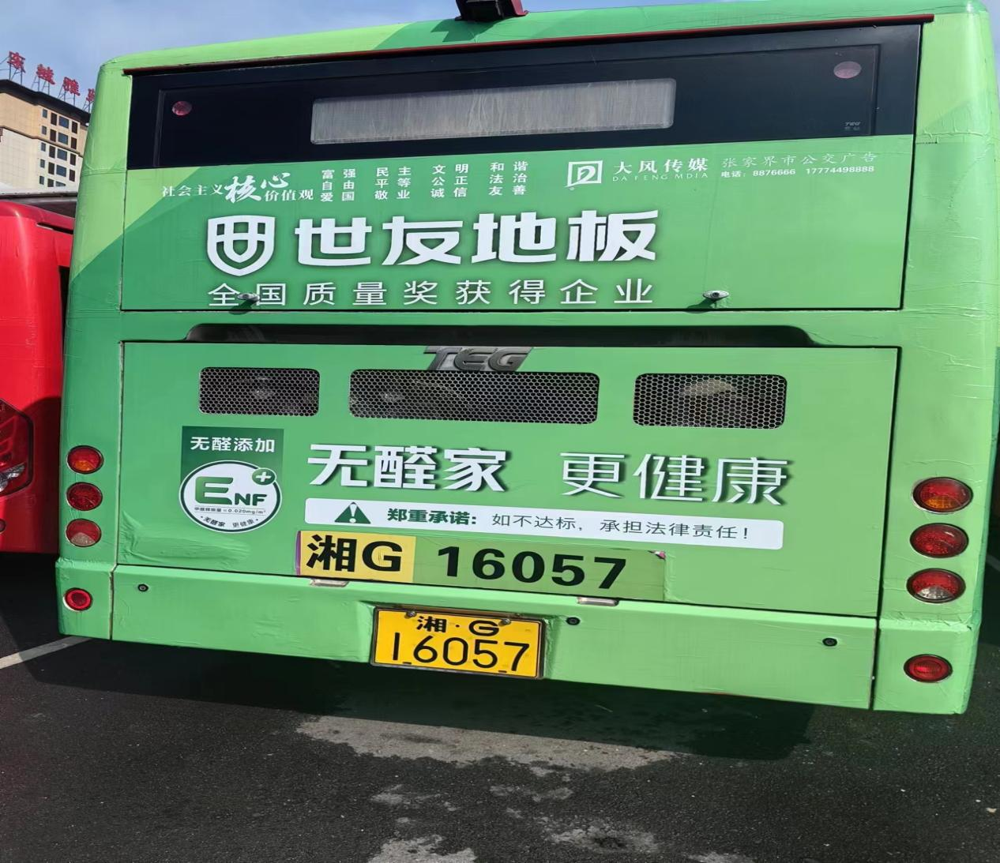 社会主义核心价值观
富强 民主 文明 和谐
自由 平等 公正 法治
爱国 敬业 诚信 友善
大风传媒
DA FENG MDIA
张家界市公交广告
电话：8876666 17774498888
世友地板
全国质量奖获得企业
TEG
无醛添加
ENF+
甲醛释放量≤0.020mg/m³
·无醛家 更健康·
无醛家 更健康
郑重承诺：如不达标，承担法律责任！
湘G 16057
湘·G
16057